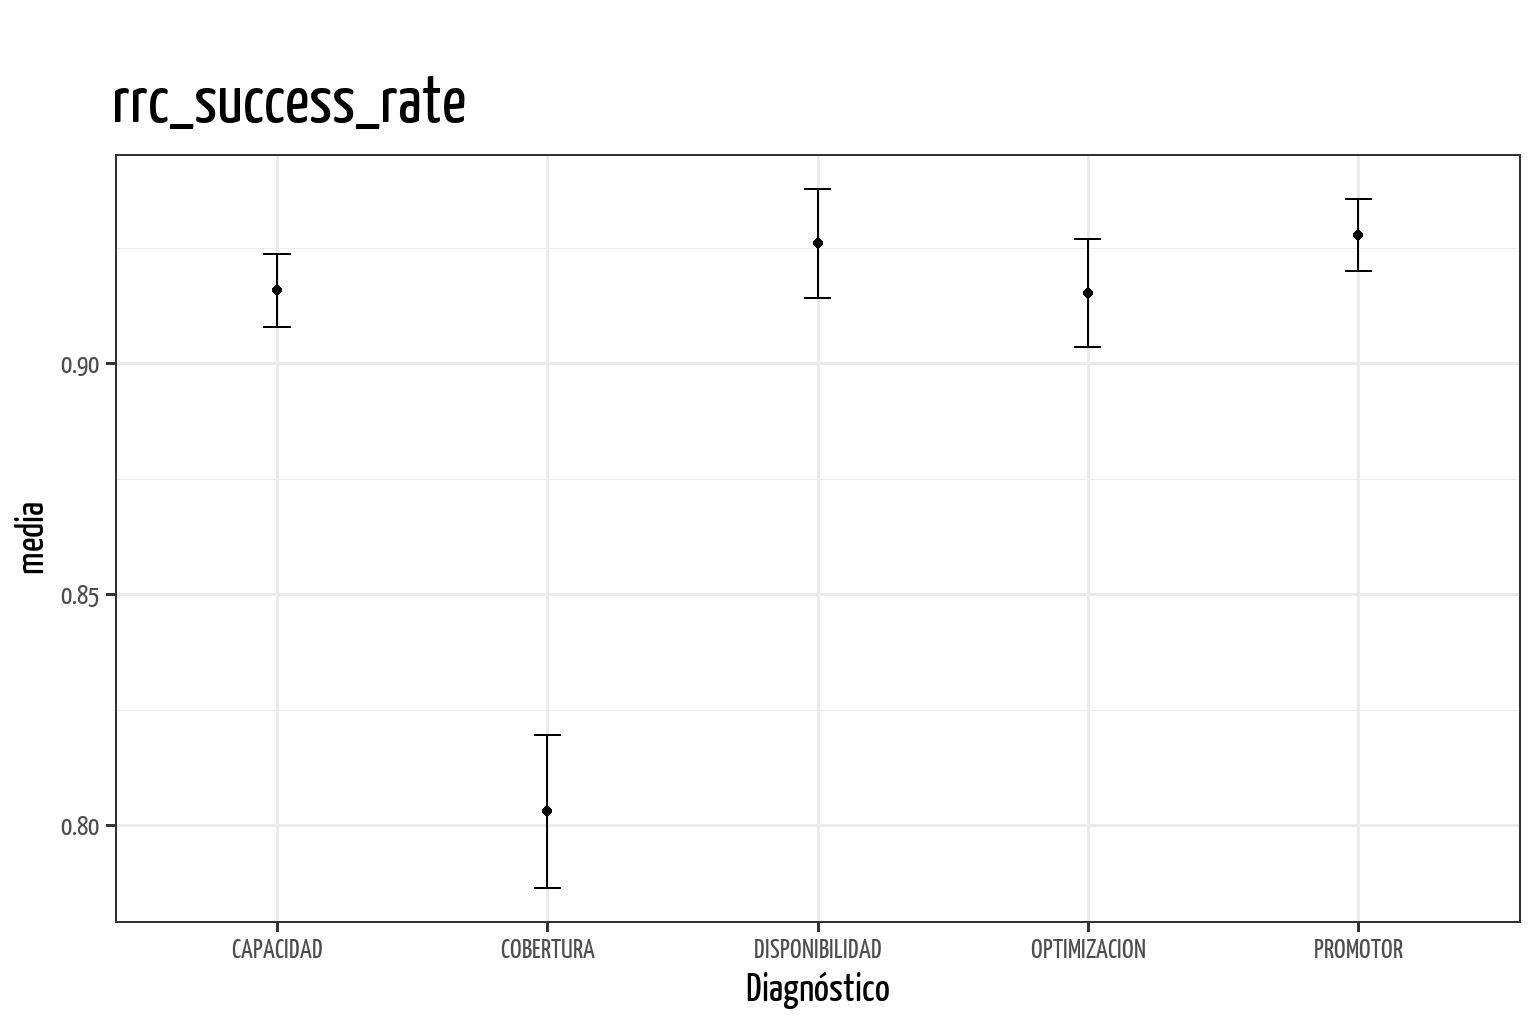 rrc_success_rate
media
0.90
0.85
0.80
CAPACIDAD
COBERTURA
DISPONIBILIDAD
OPTIMIZACION
PROMOTOR
Diagnóstico